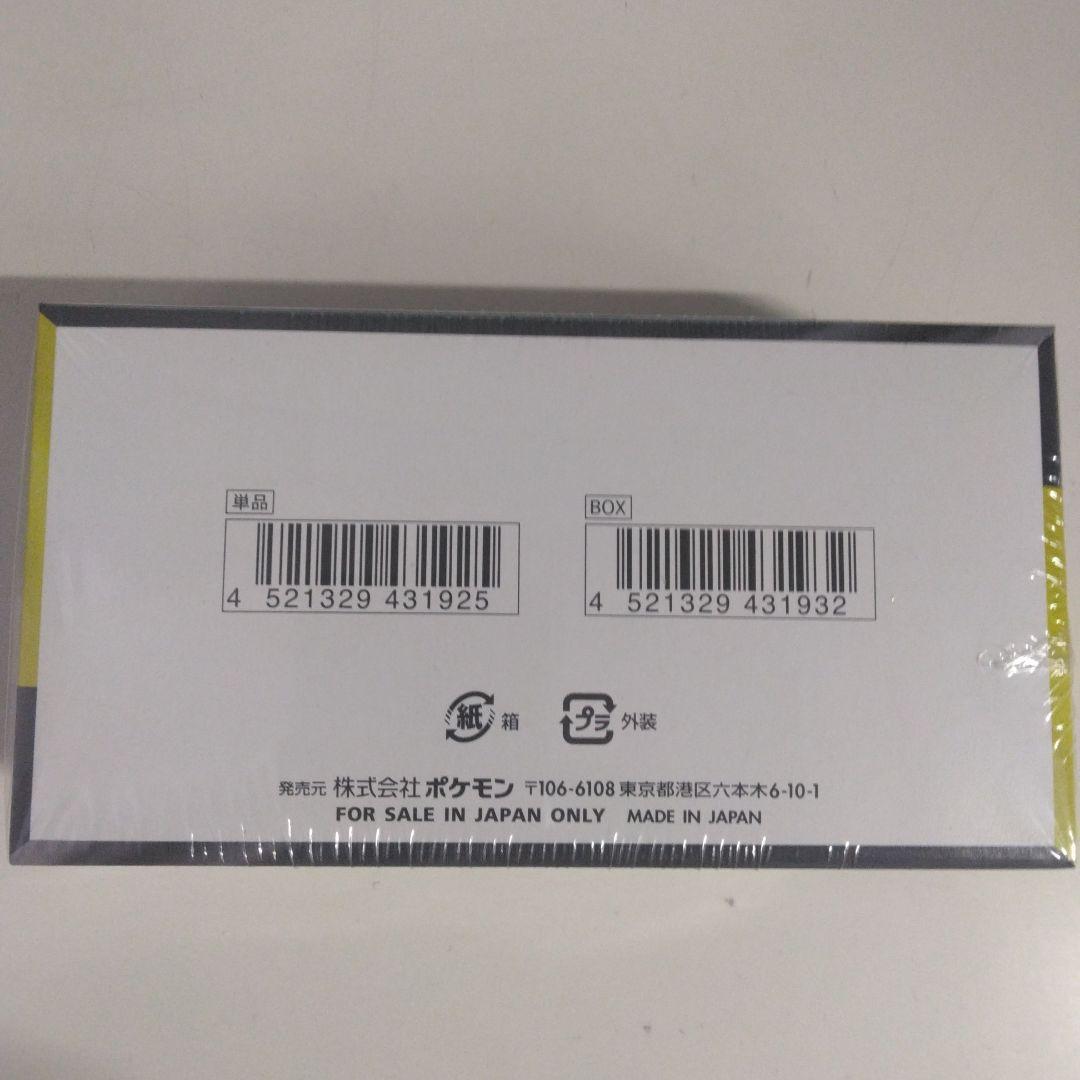 単品
BOX
4 521329 431925
4 521329 431932
紙 箱
プラ 外装
発売元 株式会社 ポケモン 〒106-6108 東京都港区六本木6-10-1
FOR SALE IN JAPAN ONLY MADE IN JAPAN